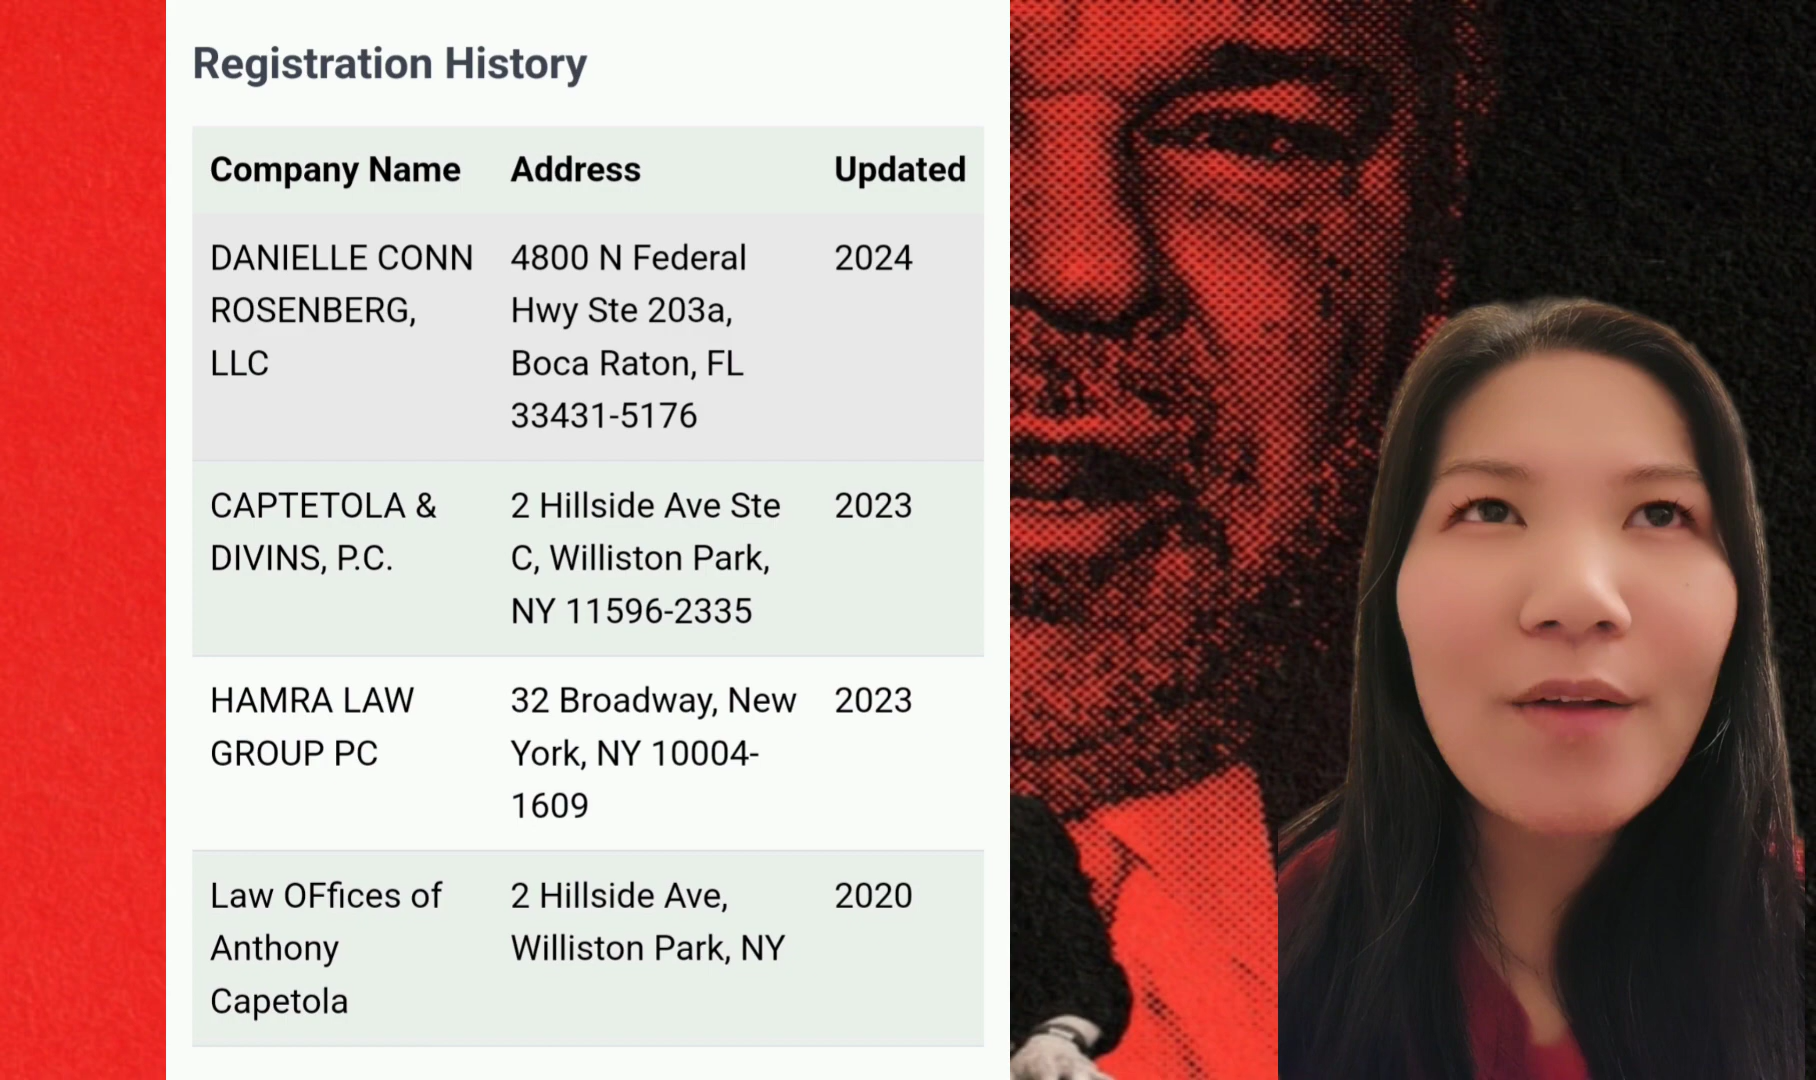 Registration History
Company Name Address Updated
DANIELLE CONN 4800 N Federal 2024
ROSENBERG, Hwy Ste 203a,
LLC Boca Raton, FL
33431-5176
CAPTETOLA & 2 Hillside Ave Ste 2023
DIVINS, P.C. C, Williston Park,
NY 11596-2335
HAMRA LAW 32 Broadway, New 2023
GROUP PC York, NY 10004-
1609
Law OFfices of 2 Hillside Ave, 2020
Anthony Williston Park, NY
Capetola